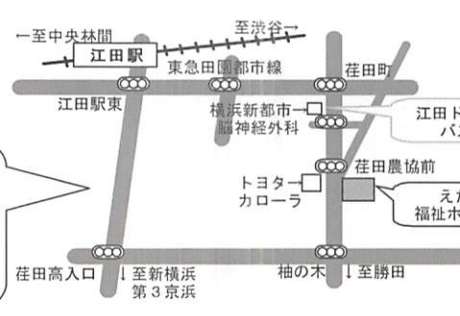 ←至中央林間
至渋谷→
江田駅
東急田園都市線
荏田町
江田駅東
横浜新都市→
脳神経外科
江田ド
バス
荏田農協前
トヨタ→
カローラ
えだ
福祉ホ
荏田高入口
↓至新横浜
第3京浜
柚の木
↓至勝田